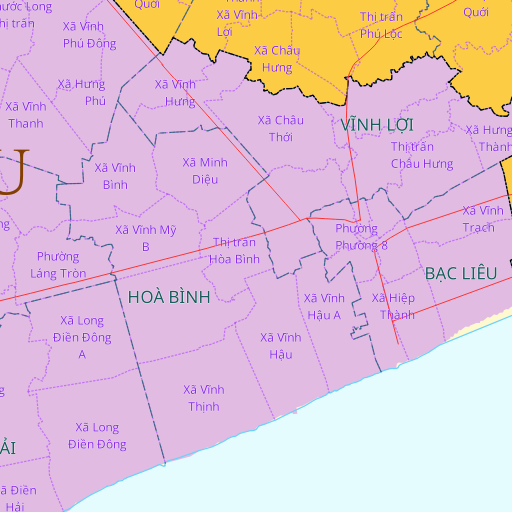 Quới
Xã Vĩnh
Lợi
Thị trấn
Phú Lộc
Quới
ước Long
hị trấn
Xã Vĩnh
Phú Đông
Xã Châu
Hưng
Xã Hưng
Phú
Xã Vĩnh
Hưng
Xã Vĩnh
Thanh
Xã Châu
Thới
VĨNH LỢI
Xã Hưng
Thành
Thị trấn
Châu Hưng
U
Xã Vĩnh
Bình
Xã Minh
Diệu
Xã Vĩnh
Trạch
ng
Xã Vĩnh Mỹ
B
Phường
Phường 8
Thị trấn
Hòa Bình
Phường
Láng Tròn
BẠC LIÊU
HOÀ BÌNH
Xã Vĩnh
Hậu A
Xã Hiệp
Thành
Xã Long
Điền Đông
A
Xã Vĩnh
Hậu
Xã Vĩnh
Thịnh
Xã Long
Điền Đông
ẢI
ã Điền
Hải